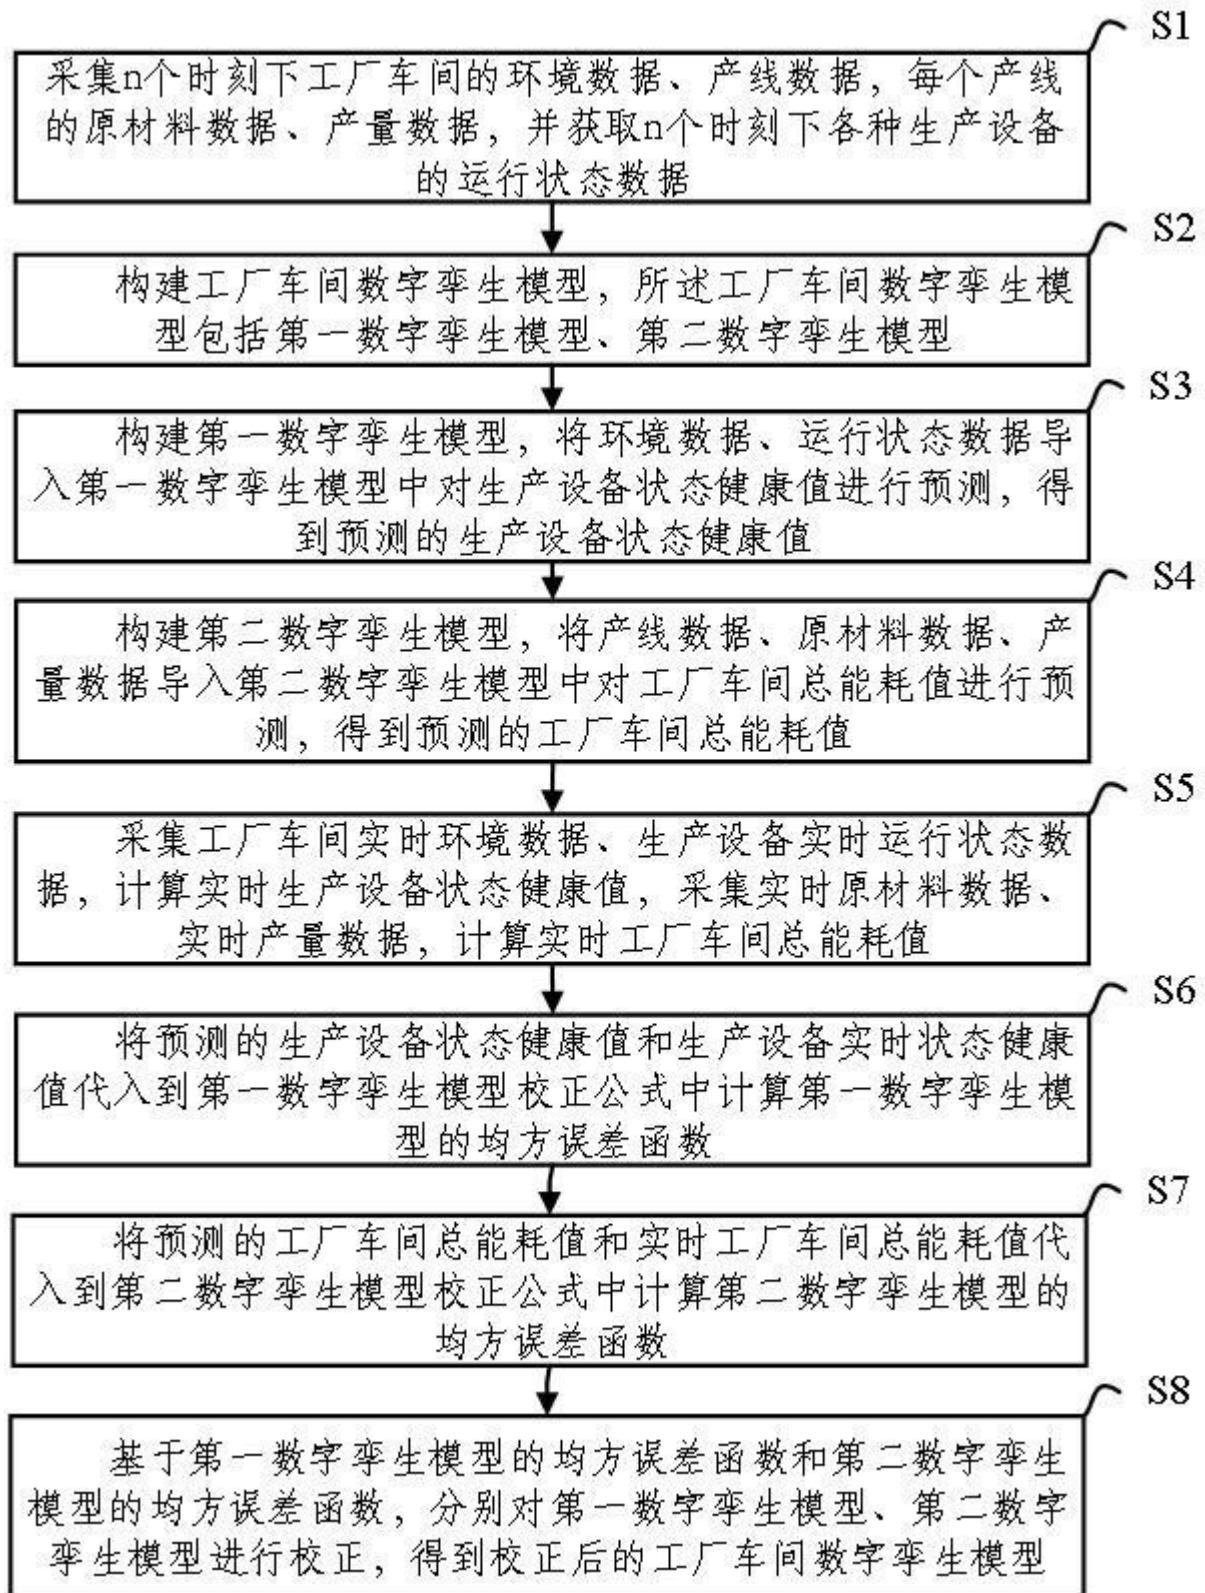 S1
采集n个时刻下工厂车间的环境数据、产线数据，每个产线
的原材料数据、产量数据，并获取n个时刻下各种生产设备
的运行状态数据
S2
构建工厂车间数字孪生模型，所述工厂车间数字孪生模
型包括第一数字孪生模型、第二数字孪生模型
S3
构建第一数字孪生模型，将环境数据、运行状态数据导
入第一数字孪生模型中对生产设备状态健康值进行预测，得
到预测的生产设备状态健康值
S4
构建第二数字孪生模型，将产线数据、原材料数据、产
量数据导入第二数字孪生模型中对工厂车间总能耗值进行预
测，得到预测的工厂车间总能耗值
S5
采集工厂车间实时环境数据、生产设备实时运行状态数
据，计算实时生产设备状态健康值，采集实时原材料数据、
实时产量数据，计算实时工厂车间总能耗值
S6
将预测的生产设备状态健康值和生产设备实时状态健康
值代入到第一数字孪生模型校正公式中计算第一数字孪生模
型的均方误差函数
S7
将预测的工厂车间总能耗值和实时工厂车间总能耗值代
入到第二数字孪生模型校正公式中计算第二数字孪生模型的
均方误差函数
S8
基于第一数字孪生模型的均方误差函数和第二数字孪生
模型的均方误差函数，分别对第一数字孪生模型、第二数字
孪生模型进行校正，得到校正后的工厂车间数字孪生模型